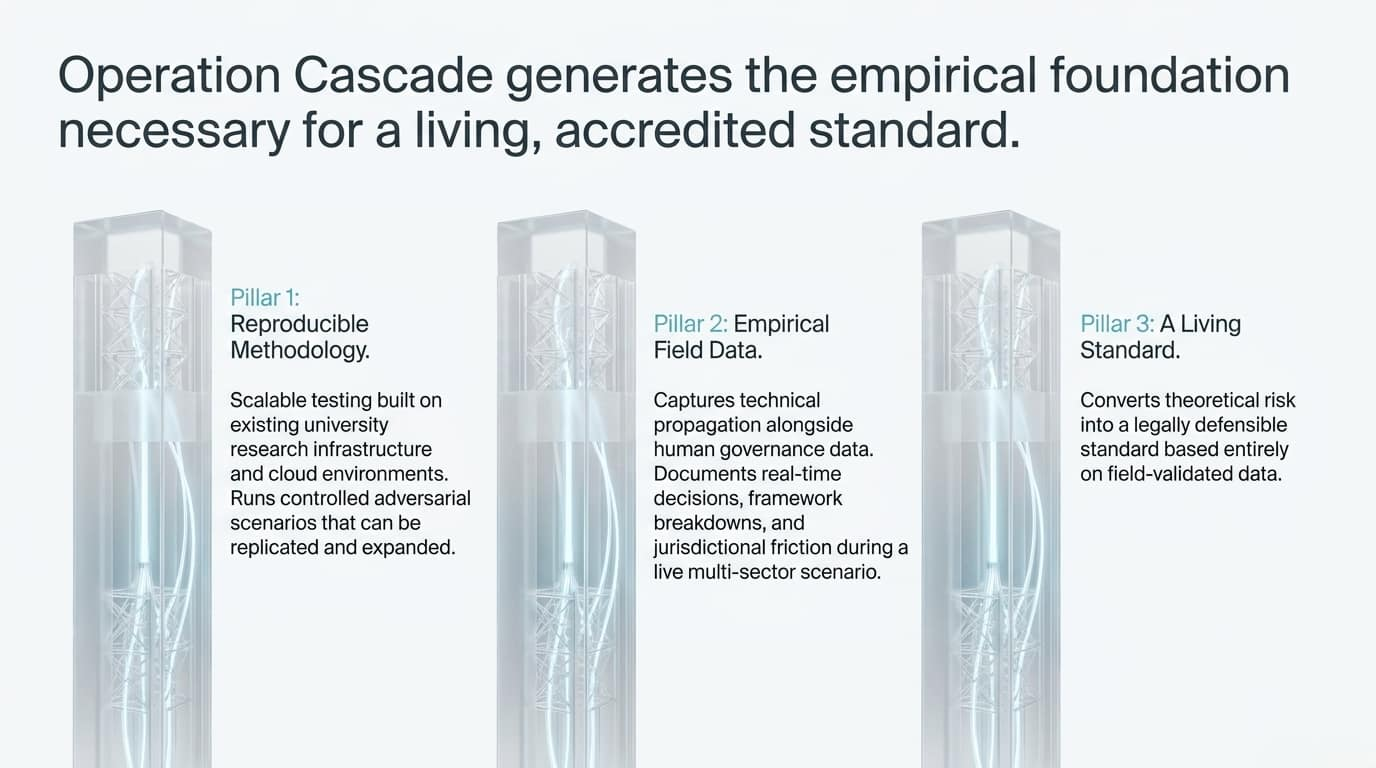 Operation Cascade generates the empirical foundation
necessary for a living, accredited standard.
Pillar 1:
Reproducible
Methodology.
Scalable testing built on
existing university
research infrastructure
and cloud environments.
Runs controlled adversarial
scenarios that can be
replicated and expanded.
Pillar 2: Empirical
Field Data.
Captures technical
propagation alongside
human governance data.
Documents real-time
decisions, framework
breakdowns, and
jurisdictional friction during a
live multi-sector scenario.
Pillar 3: A Living
Standard.
Converts theoretical risk
into a legally defensible
standard based entirely
on field-validated data.